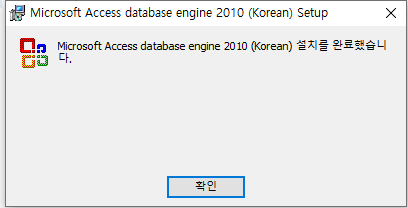 Microsoft Access database engine 2010 (Korean) Setup
Microsoft Access database engine 2010 (Korean) 설치를 완료했습니
다.
확인